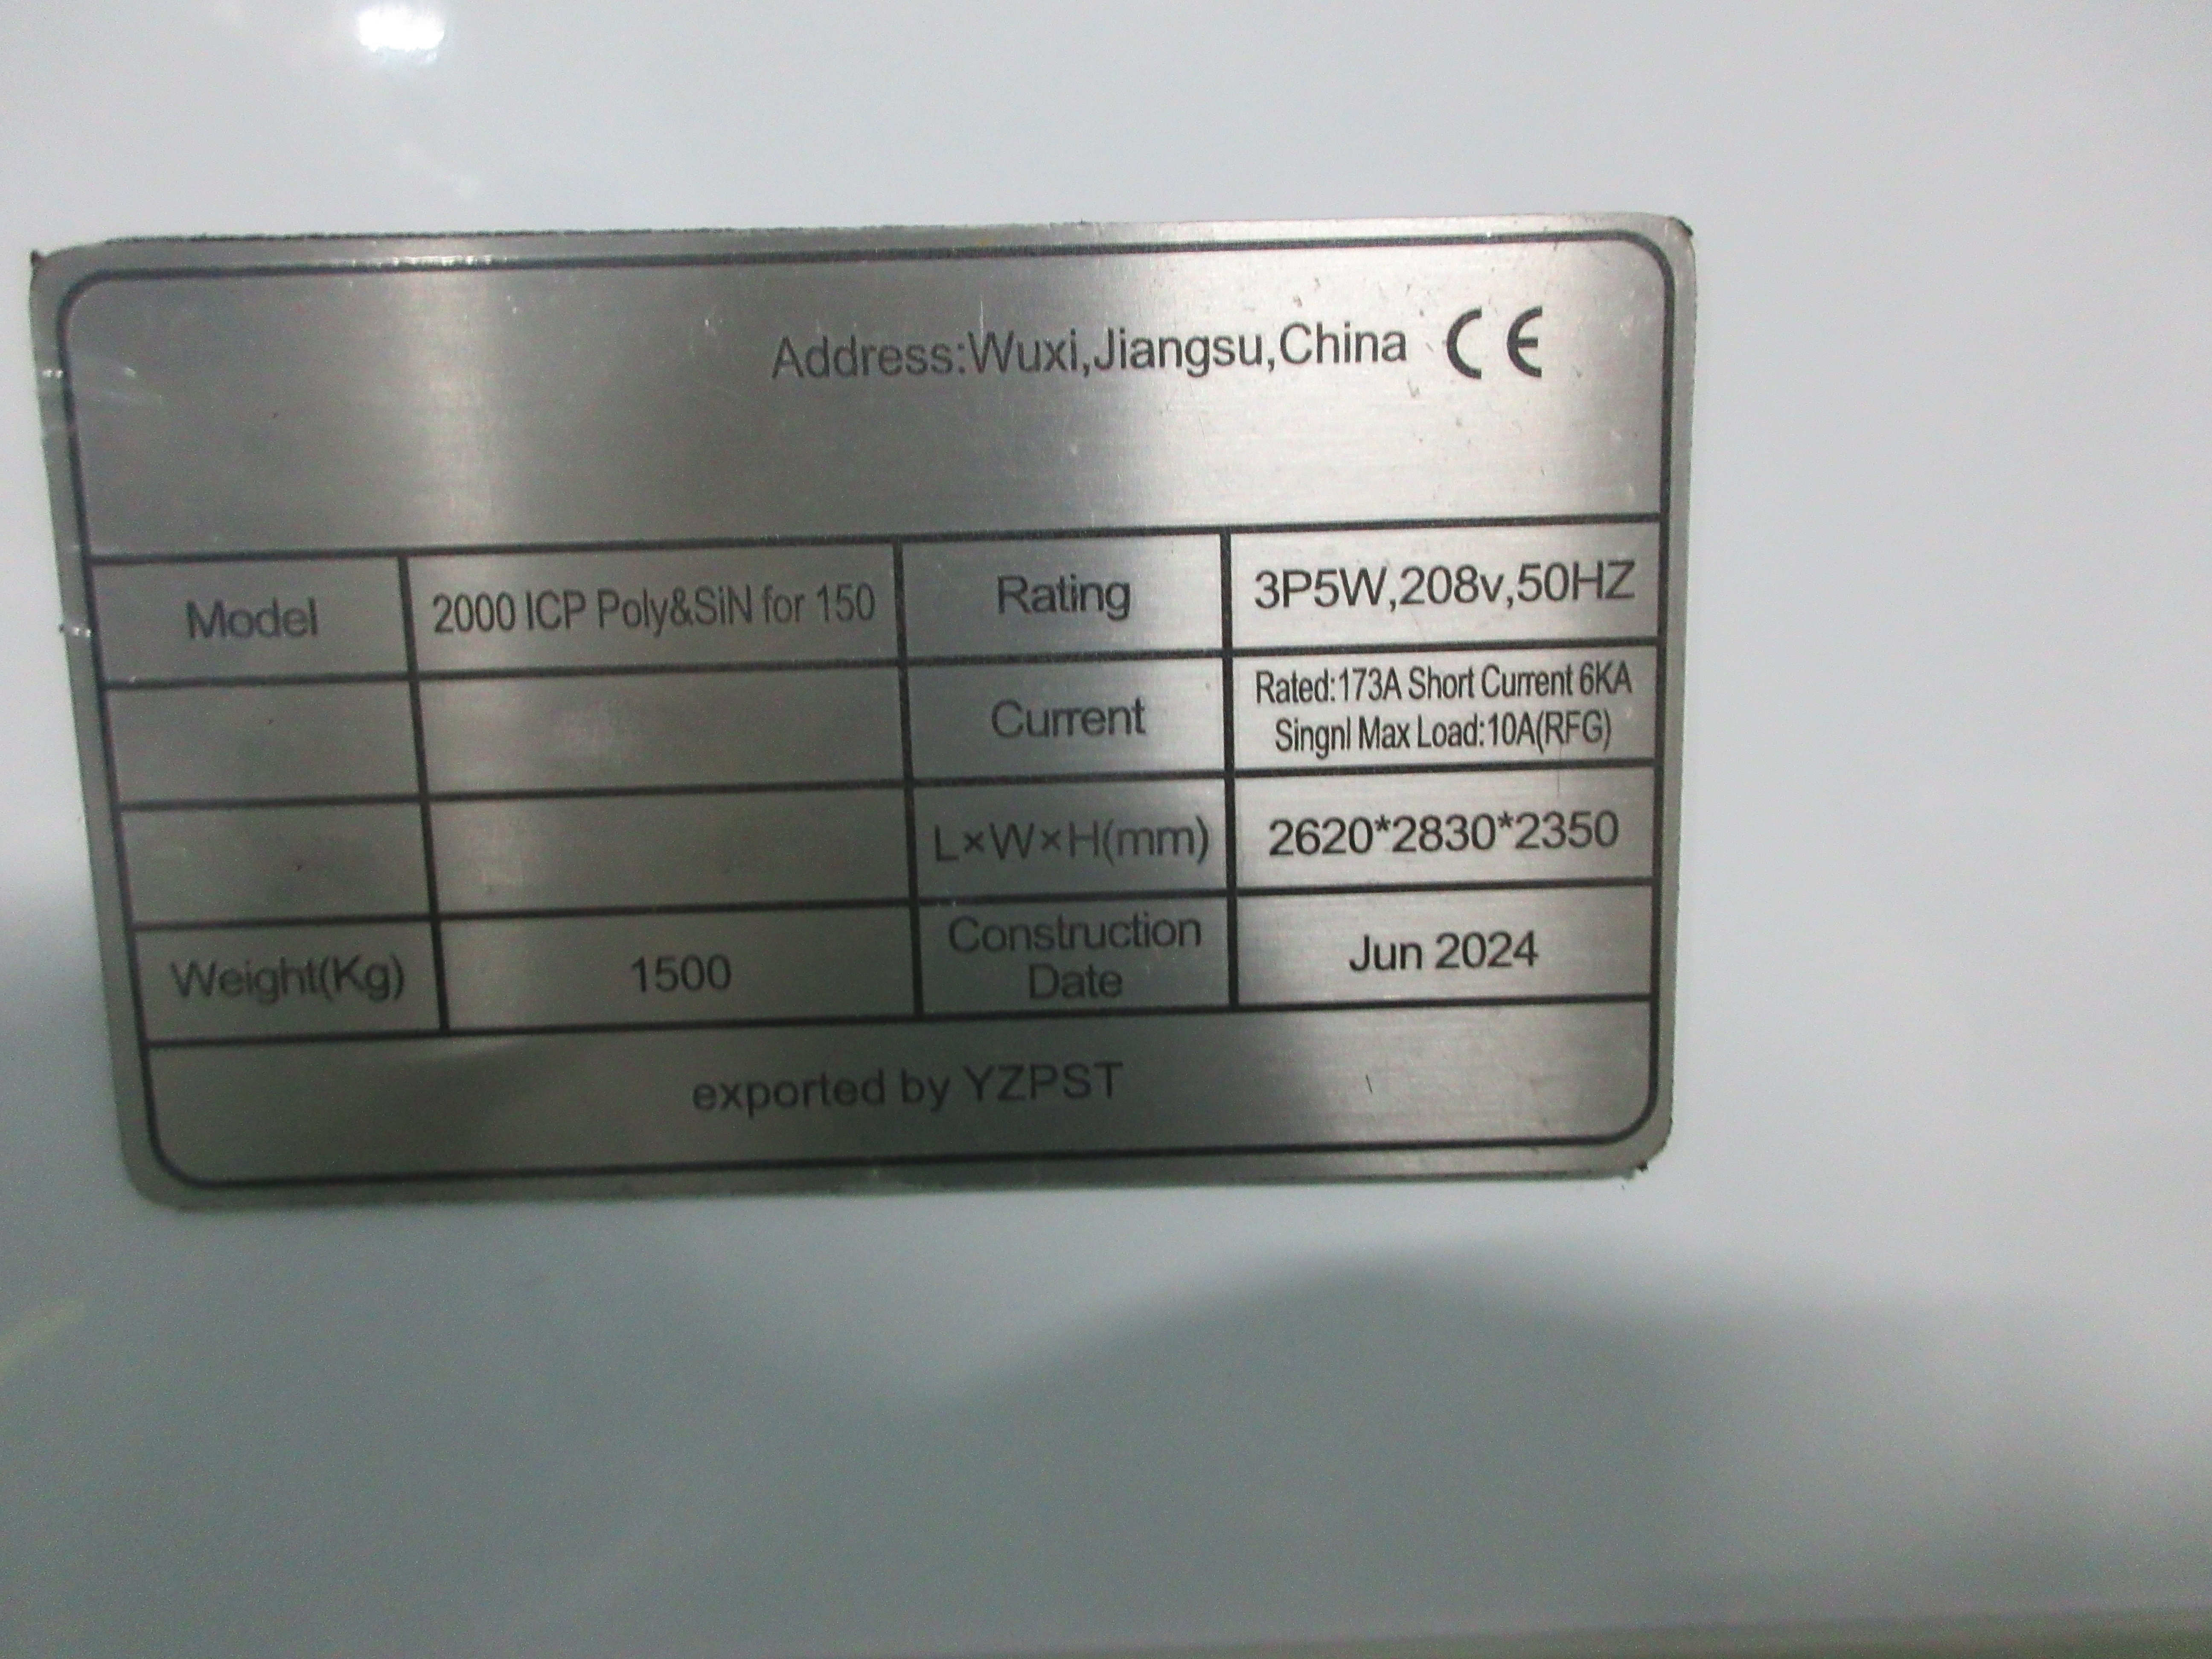 Address:Wuxi,Jiangsu,China CE
Model 2000 ICP Poly&SiN for 150 Rating 3P5W,208v,50HZ
Current Rated:173A Short Current 6KA
Singnl Max Load:10A(RFG)
L×W×H(mm) 2620*2830*2350
Weight(Kg) 1500 Construction Date Jun 2024
exported by YZPST